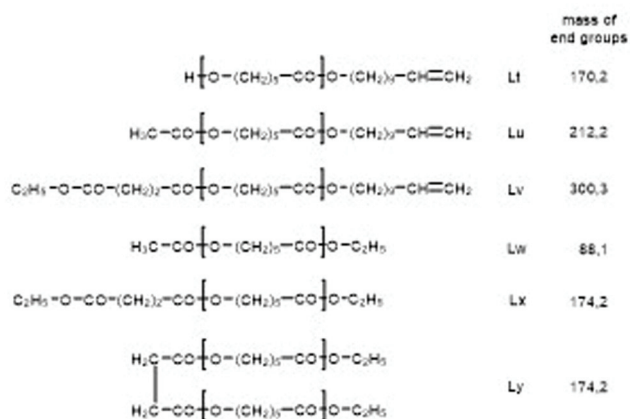 mass of
end groups
H[O-(CH₂)₅-CO]O-(CH₂)₉-CH=CH₂ Lt 170,2
H₃C-CO[O-(CH₂)₅-CO]O-(CH₂)₉-CH=CH₂ Lu 212,2
C₂H₅-O-CO-(CH₂)₂-CO[O-(CH₂)₅-CO]O-(CH₂)₉-CH=CH₂ Lv 300,3
H₃C-CO[O-(CH₂)₅-CO]O-C₂H₅ Lw 88,1
C₂H₅-O-CO-(CH₂)₂-CO[O-(CH₂)₅-CO]O-C₂H₅ Lx 174,2
H₂C-CO[O-(CH₂)₅-CO]O-C₂H₅
Ly 174,2
H₂C-CO[O-(CH₂)₅-CO]O-C₂H₅